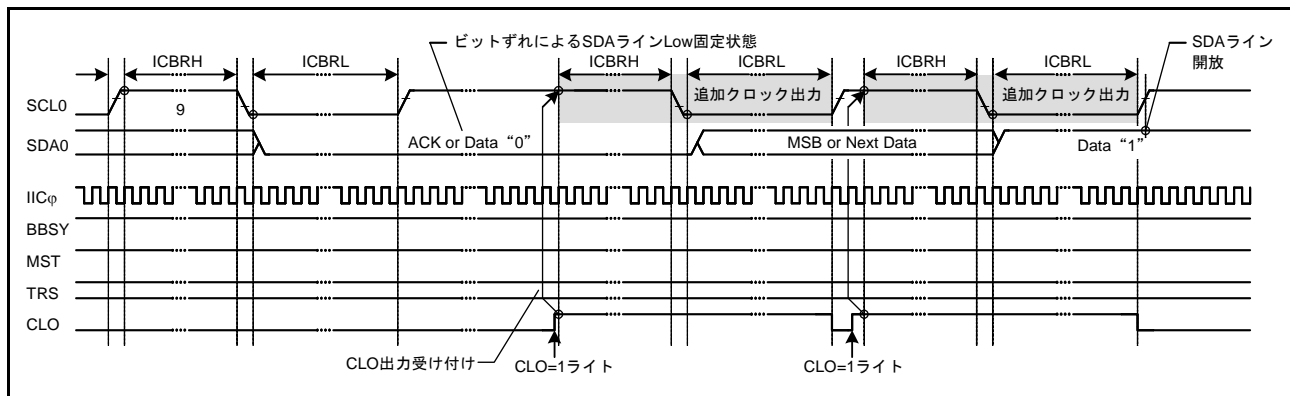 ビットずれによるSDAラインLow固定状態
SDAライン
開放
ICBRH
ICBRL
ICBRH
ICBRL
ICBRH
ICBRL
SCL0
9
追加クロック出力
追加クロック出力
SDA0
ACK or Data “0”
MSB or Next Data
Data “1”
IICφ
BBSY
MST
TRS
CLO
CLO出力受け付け
CLO=1ライト
CLO=1ライト